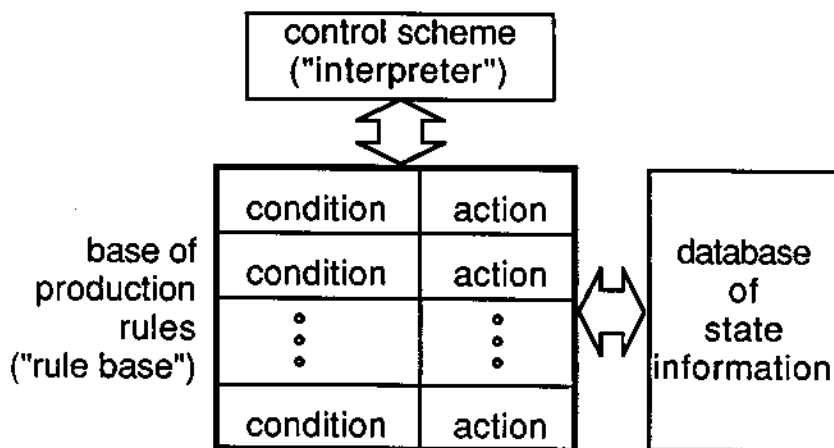 control scheme
("interpreter")
condition action
base of
production
rules
("rule base")
condition action
condition action
database
of
state
information